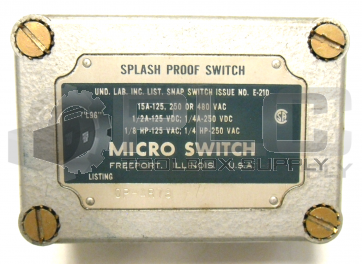 SPLASH PROOF SWITCH
UND. LAB. INC. LIST. SNAP SWITCH ISSUE NO. E-210
15A-125, 250 OR 480 VAC
1/2A-125 VDC; 1/4A-250 VDC
1/8 HP-125 VAC; 1/4 HP-250 VAC
MICRO SWITCH
FREEPORT, ILLINOIS, U.S.A.
LISTING